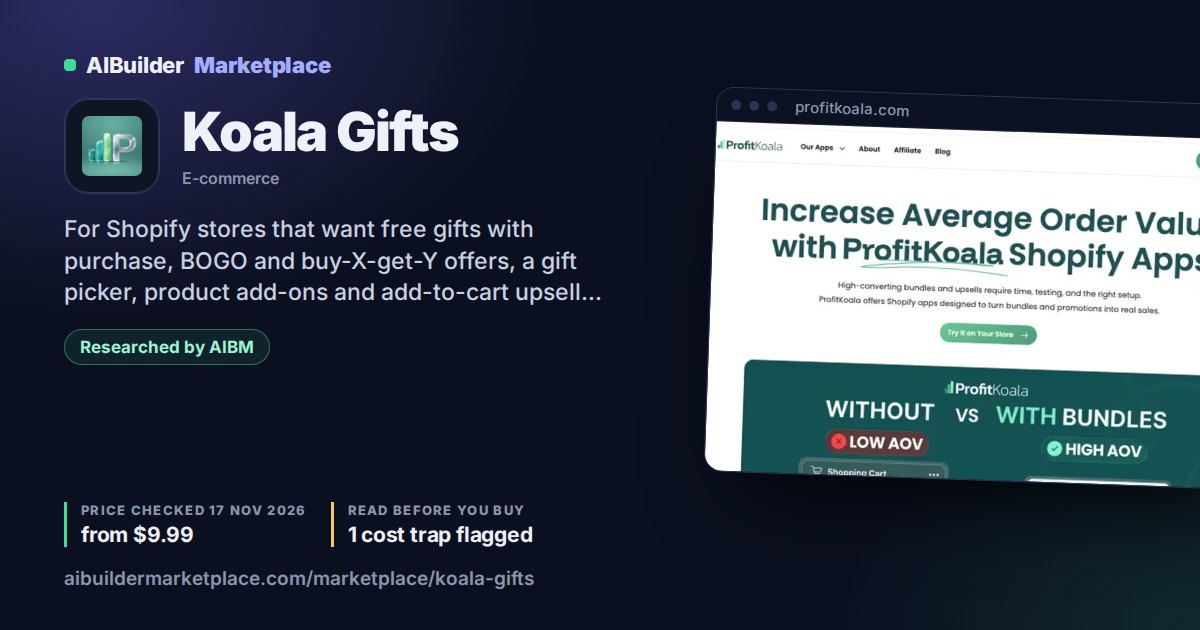 AIBuilder Marketplace
Koala Gifts
E-commerce
For Shopify stores that want free gifts with
purchase, BOGO and buy-X-get-Y offers, a gift
picker, product add-ons and add-to-cart upsell...
Researched by AIBM
PRICE CHECKED 17 NOV 2026
from $9.99
READ BEFORE YOU BUY
1 cost trap flagged
aibuildermarketplace.com/marketplace/koala-gifts
profitkoala.com
ProfitKoala
Our Apps
About
Affiliate
Blog
Increase Average Order Valu
with ProfitKoala Shopify Apps
High-converting bundles and upsells require time, testing, and the right setup.
ProfitKoala offers Shopify apps designed to turn bundles and promotions into real sales.
Try It on Your Store →
ProfitKoala
WITHOUT VS WITH BUNDLES
LOW AOV
HIGH AOV
Shopping Cart